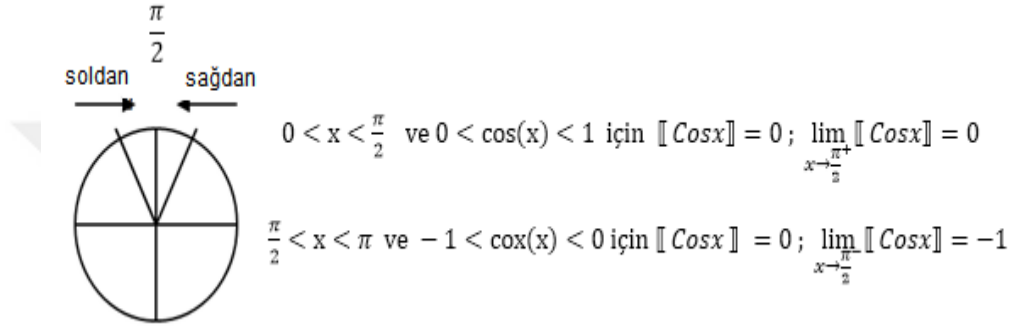 π/2
soldan sağdan
0 < x < π/2 ve 0 < cos(x) < 1 için ⟦Cosx⟧ = 0 ; lim x→π/2⁺ ⟦Cosx⟧ = 0
π/2 < x < π ve − 1 < cox(x) < 0 için ⟦Cosx⟧ = 0 ; lim x→π/2⁻ ⟦Cosx⟧ = −1